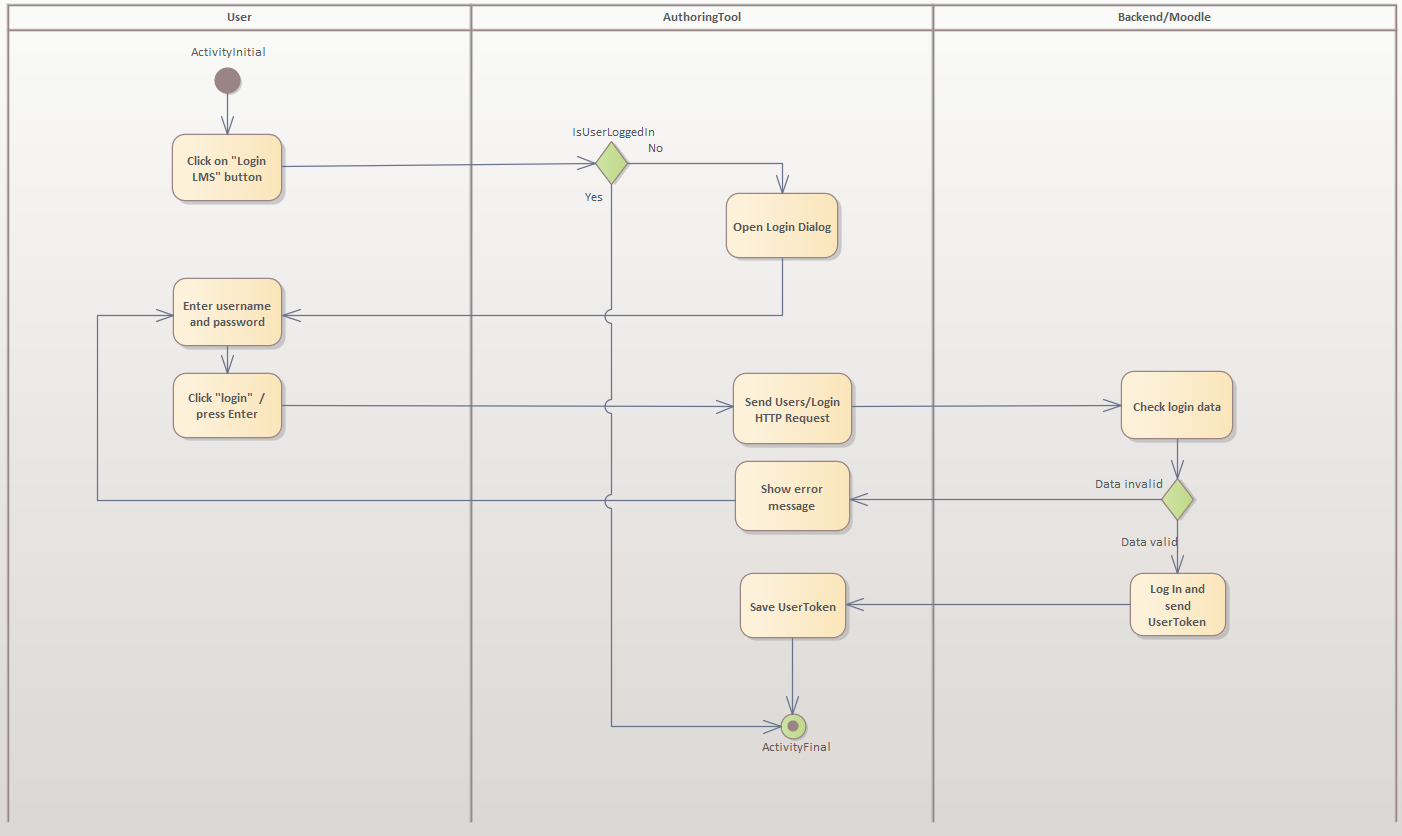 User
AuthoringTool
Backend/Moodle
ActivityInitial
Click on "Login
LMS" button
IsUserLoggedIn
No
Yes
Open Login Dialog
Enter username
and password
Click "login" /
press Enter
Send Users/Login
HTTP Request
Check login data
Show error
message
Data invalid
Data valid
Save UserToken
Log In and
send
UserToken
ActivityFinal